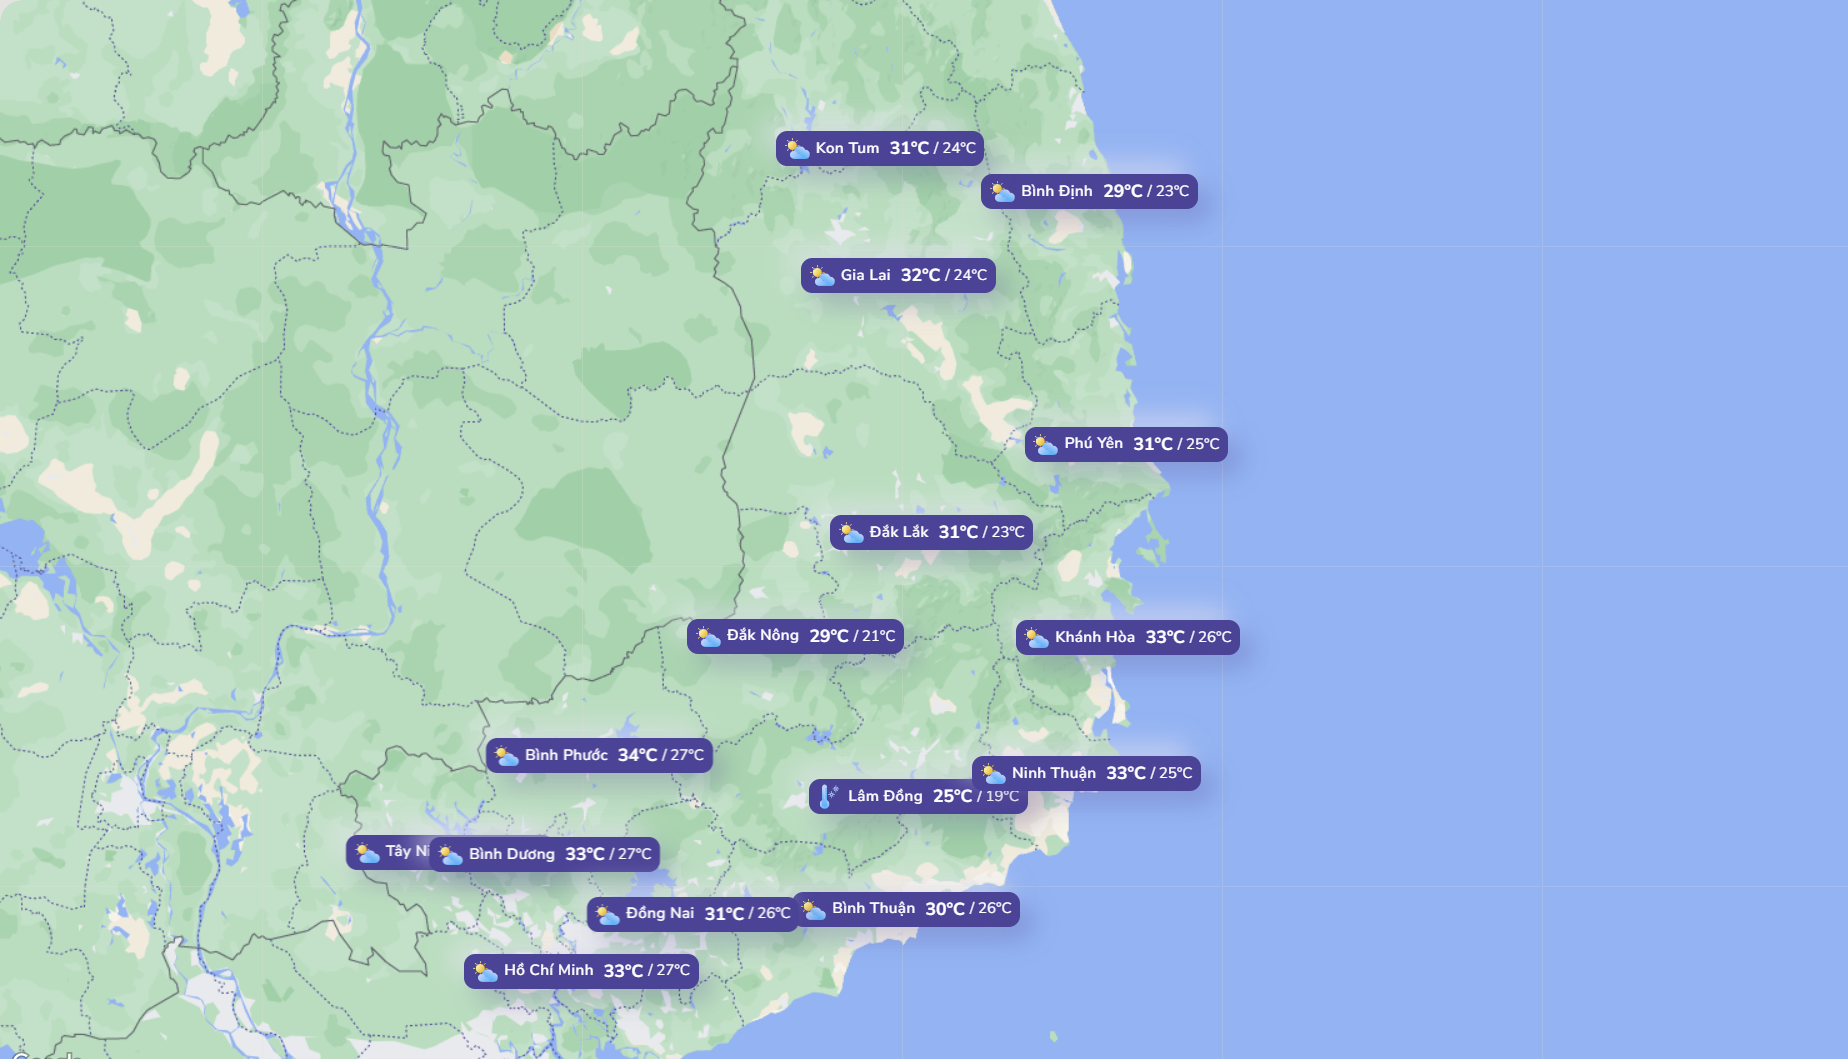 Kon Tum 31°C / 24°C
Bình Định 29°C / 23°C
Gia Lai 32°C / 24°C
Phú Yên 31°C / 25°C
Đắk Lắk 31°C / 23°C
Đắk Nông 29°C / 21°C
Khánh Hòa 33°C / 26°C
Bình Phước 34°C / 27°C
Ninh Thuận 33°C / 25°C
Lâm Đồng 25°C / 19°C
Tây Ni
Bình Dương 33°C / 27°C
Đồng Nai 31°C / 26°C
Bình Thuận 30°C / 26°C
Hồ Chí Minh 33°C / 27°C